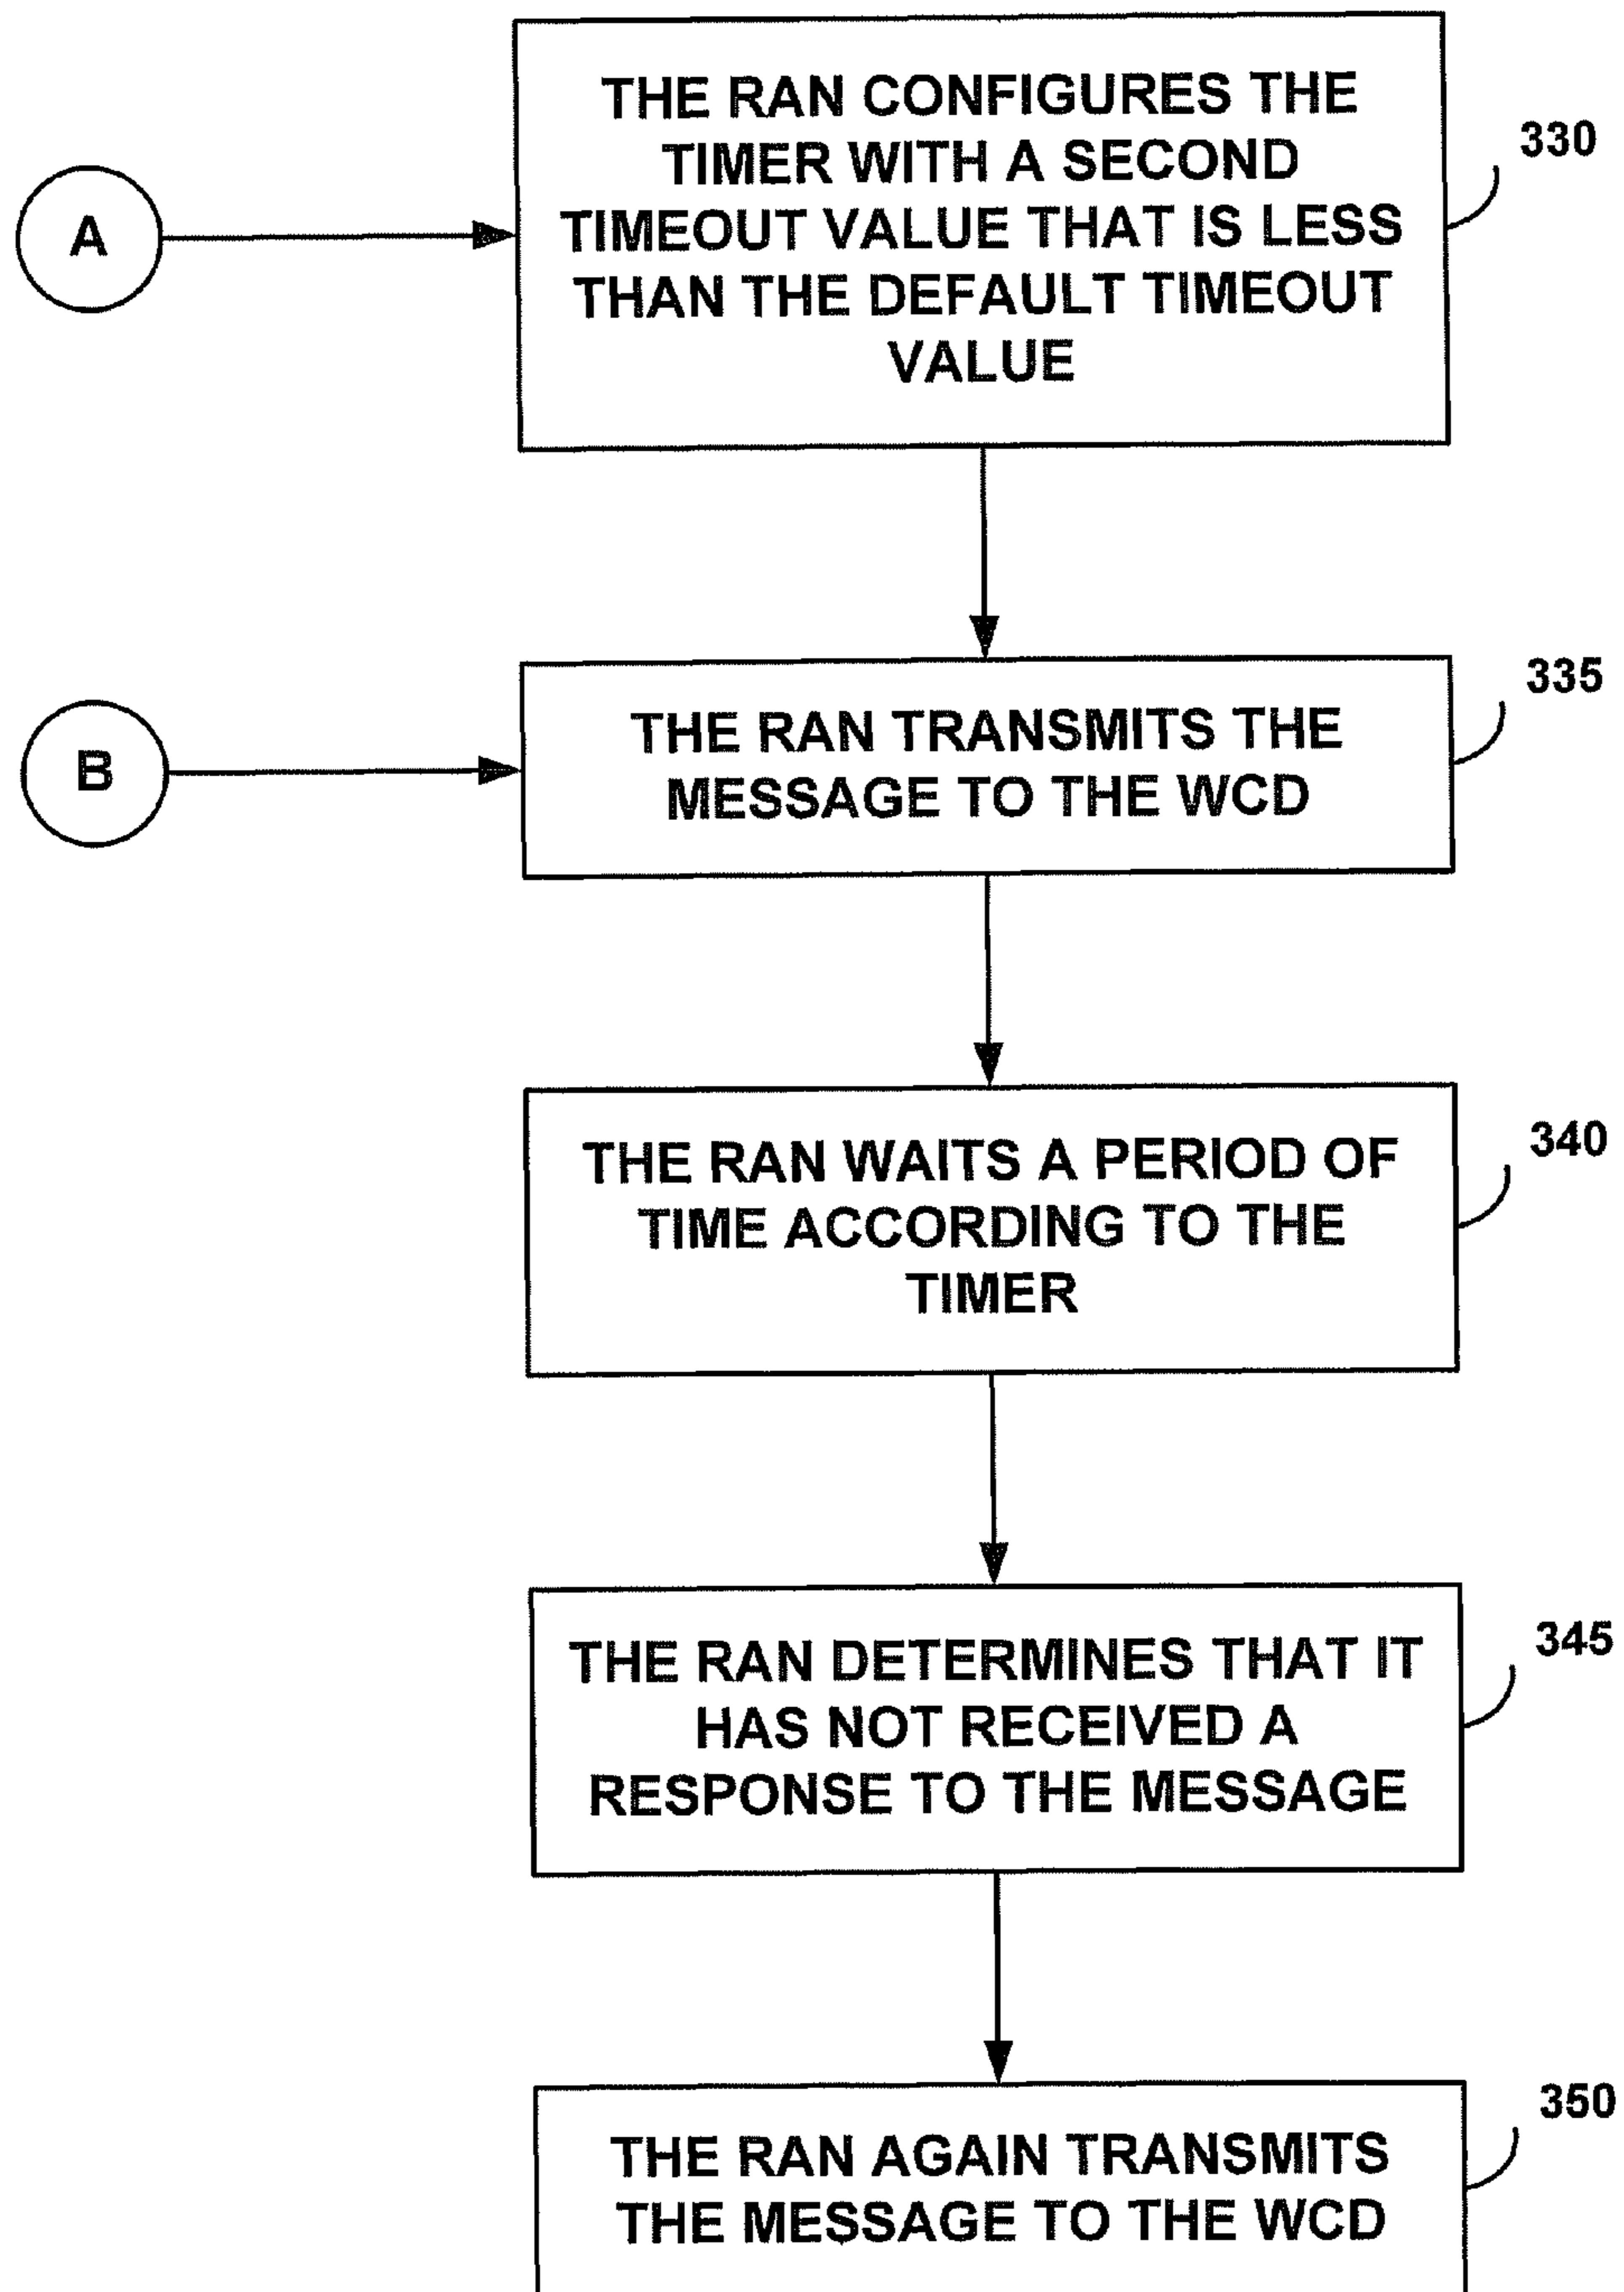 THE RAN CONFIGURES THE
TIMER WITH A SECOND
TIMEOUT VALUE THAT IS LESS
THAN THE DEFAULT TIMEOUT
VALUE
330
A
THE RAN TRANSMITS THE
MESSAGE TO THE WCD
335
B
THE RAN WAITS A PERIOD OF
TIME ACCORDING TO THE
TIMER
340
THE RAN DETERMINES THAT IT
HAS NOT RECEIVED A
RESPONSE TO THE MESSAGE
345
THE RAN AGAIN TRANSMITS
THE MESSAGE TO THE WCD
350